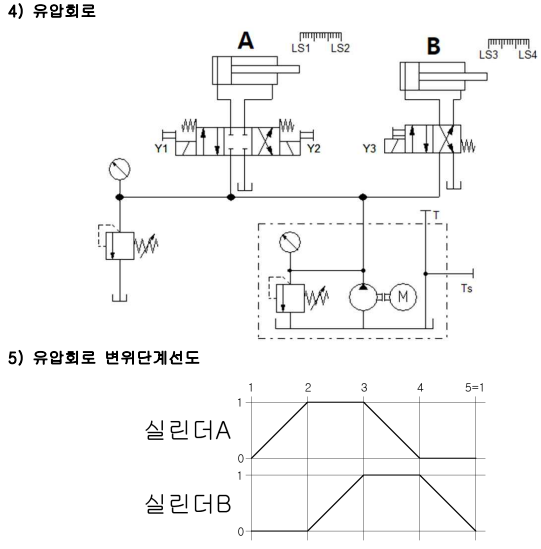 4) 유압회로
A
B
LS1 LS2
LS3 LS4
Y1
Y2
Y3
T
M
Ts
5) 유압회로 변위단계선도
1 2 3 4 5=1
1
실린더A
0
1
실린더B
0